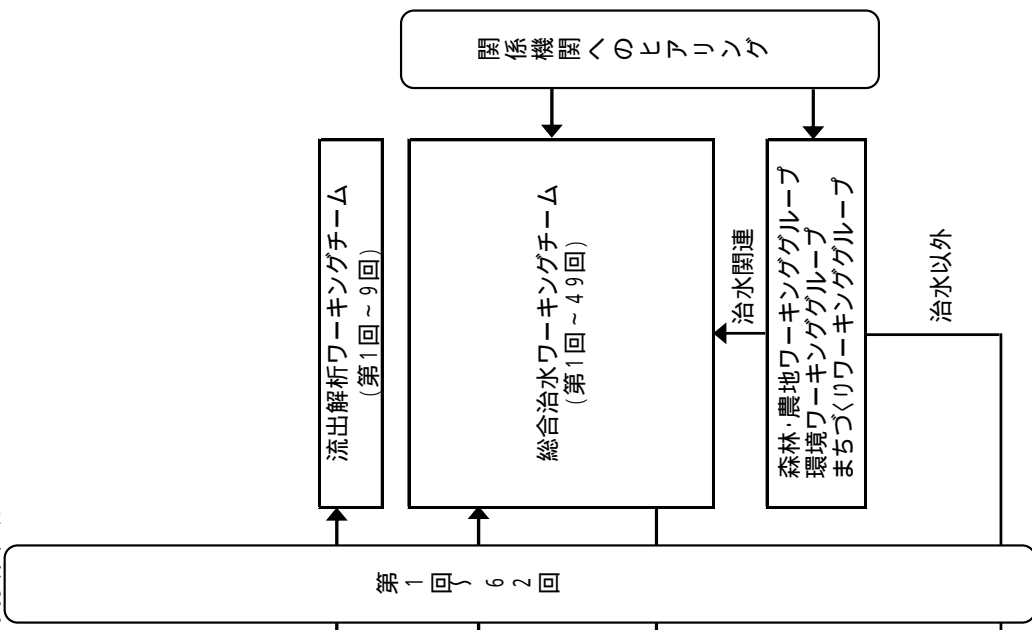 関係機関へのヒアリング
流出解析ワーキングチーム
(第1回~9回)
総合治水ワーキングチーム
(第1回~49回)
治水関連
森林・農地ワーキンググループ
環境ワーキンググループ
まちづくりワーキンググループ
治水以外
第1回~62回